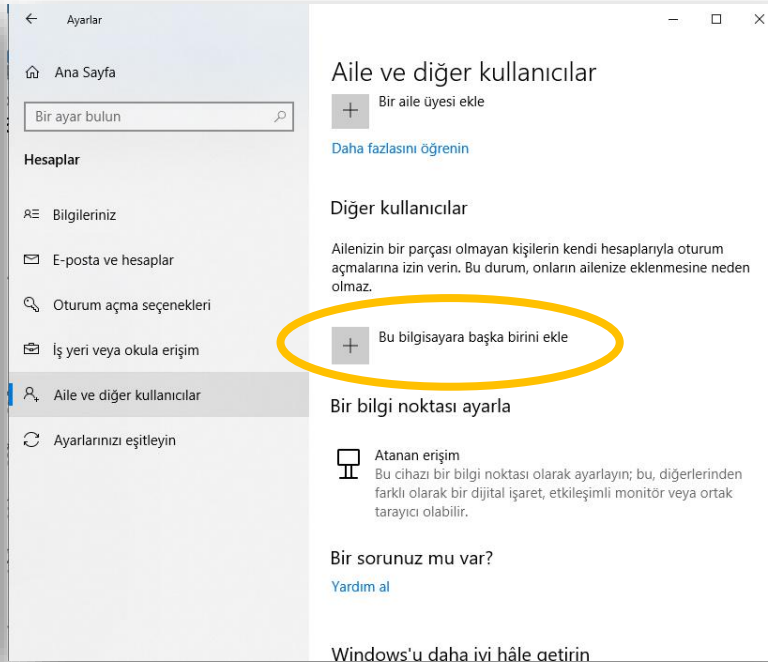 Ayarlar
Ana Sayfa
Bir ayar bulun
Hesaplar
Bilgileriniz
E-posta ve hesaplar
Oturum açma seçenekleri
İş yeri veya okula erişim
Aile ve diğer kullanıcılar
Ayarlarınızı eşitleyin
Aile ve diğer kullanıcılar
Bir aile üyesi ekle
Daha fazlasını öğrenin
Diğer kullanıcılar
Ailenizin bir parçası olmayan kişilerin kendi hesaplarıyla oturum
açmalarına izin verin. Bu durum, onların ailenize eklenmesine neden
olmaz.
Bu bilgisayara başka birini ekle
Bir bilgi noktası ayarla
Atanan erişim
Bu cihazı bir bilgi noktası olarak ayarlayın; bu, diğerlerinden
farklı olarak bir dijital işaret, etkileşimli monitör veya ortak
tarayıcı olabilir.
Bir sorunuz mu var?
Yardım al
Windows'u daha iyi hâle getirin